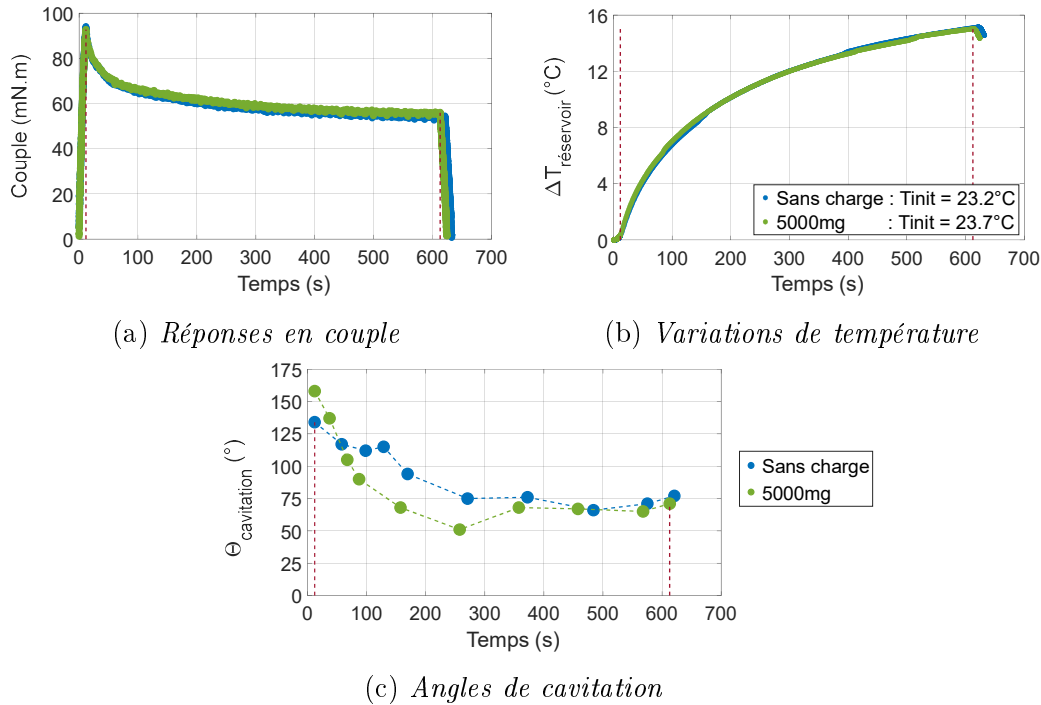 100
80
60
40
20
0
Couple (mN.m)
0 100 200 300 400 500 600 700
Temps (s)
(a) Réponses en couple
16
12
8
4
0
ΔTréservoir (°C)
Sans charge : Tinit = 23.2°C
5000mg : Tinit = 23.7°C
0 100 200 300 400 500 600 700
Temps (s)
(b) Variations de température
175
150
125
100
75
50
25
0
Θcavitation (°)
0 100 200 300 400 500 600 700
Temps (s)
Sans charge
5000mg
(c) Angles de cavitation